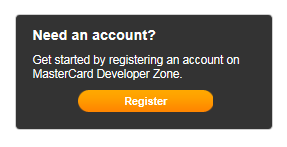 Need an account?
Get started by registering an account on
MasterCard Developer Zone.
Register